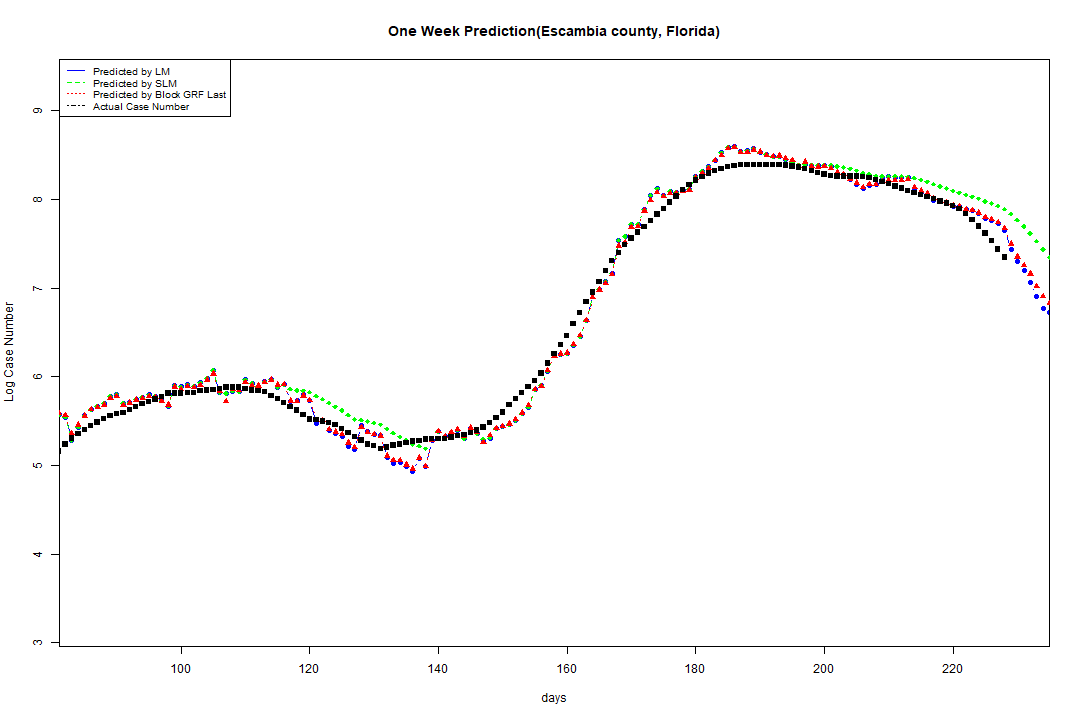 One Week Prediction(Escambia county, Florida)
Predicted by LM
Predicted by SLM
Predicted by Block GRF Last
Actual Case Number
9
8
7
6
5
4
3
Log Case Number
100 120 140 160 180 200 220
days